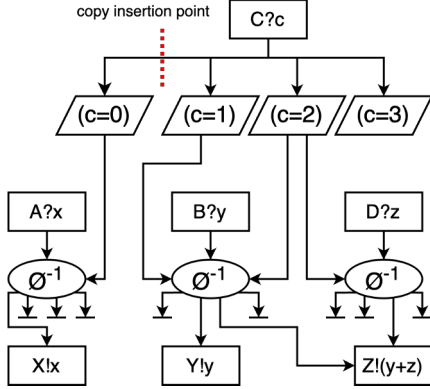 copy insertion point
C?c
(c=0) (c=1) (c=2) (c=3)
A?x B?y D?z
Ø⁻¹ Ø⁻¹ Ø⁻¹
X!x Y!y Z!(y+z)